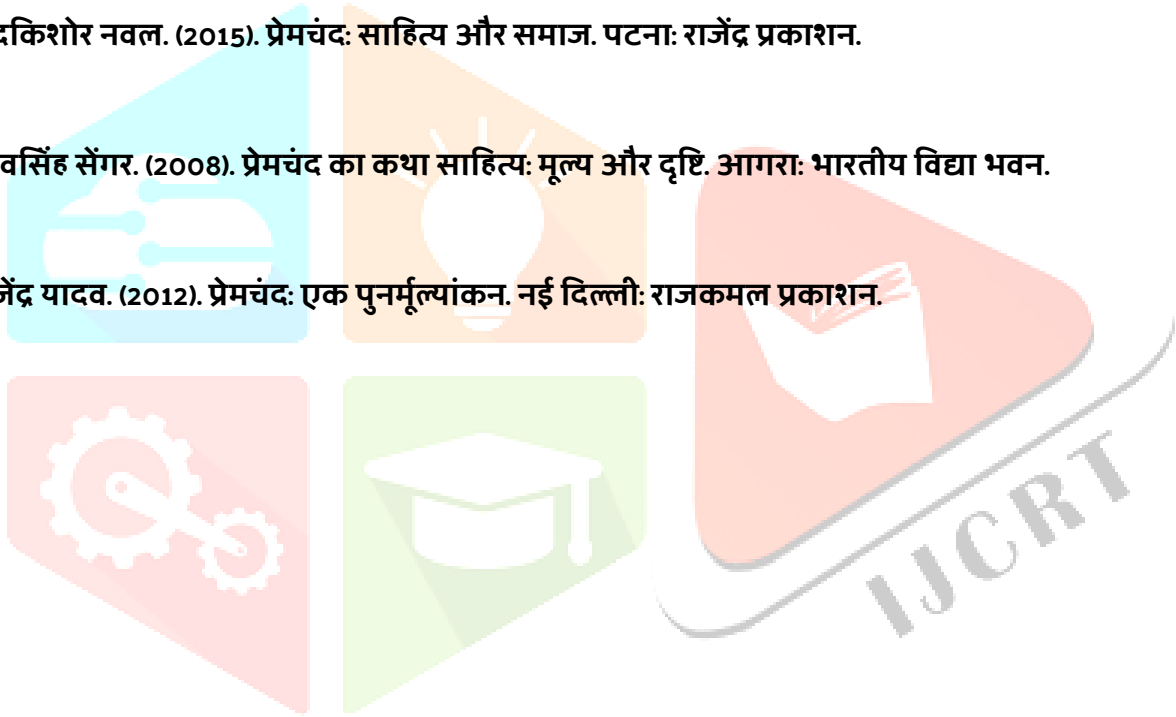 दकिशोर नवल. (2015). प्रेमचंद: साहित्य और समाज. पटना: राजेंद्र प्रकाशन.
वसिंह सेंगर. (2008). प्रेमचंद का कथा साहित्य: मूल्य और दृष्टि. आगरा: भारतीय विद्या भवन.
जेंद्र यादव. (2012). प्रेमचंद: एक पुनर्मूल्यांकन. नई दिल्ली: राजकमल प्रकाशन.
IJCRT